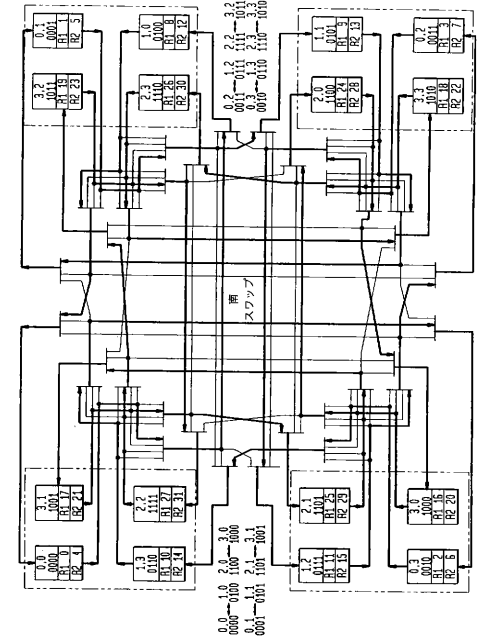 0,1
0001
R1 1
R2 5
3,2
1011
R1 19
R2 23
1,0
0100
R1 8
R2 12
2,3
1110
R1 26
R2 30
0,2 1,2 2,2 3,2
0011 0111 1111 1011
0,3 1,3 2,3 3,3
0010 0110 1110 1010
1,1
0101
R1 9
R2 13
2,0
1100
R1 24
R2 28
0,2
0011
R1 3
R2 7
3,3
1010
R1 18
R2 22
南
スワップ
3,1
1001
R1 17
R2 21
0,0
0000
R1 0
R2 4
2,2
1111
R1 27
R2 31
1,3
0110
R1 10
R2 14
0,0 1,0 2,0 3,0
0000 0100 1100 1000
0,1 1,1 2,1 3,1
0001 0101 1101 1001
2,1
1101
R1 25
R2 29
1,2
0111
R1 11
R2 15
3,0
1000
R1 16
R2 20
0,3
0010
R1 2
R2 6